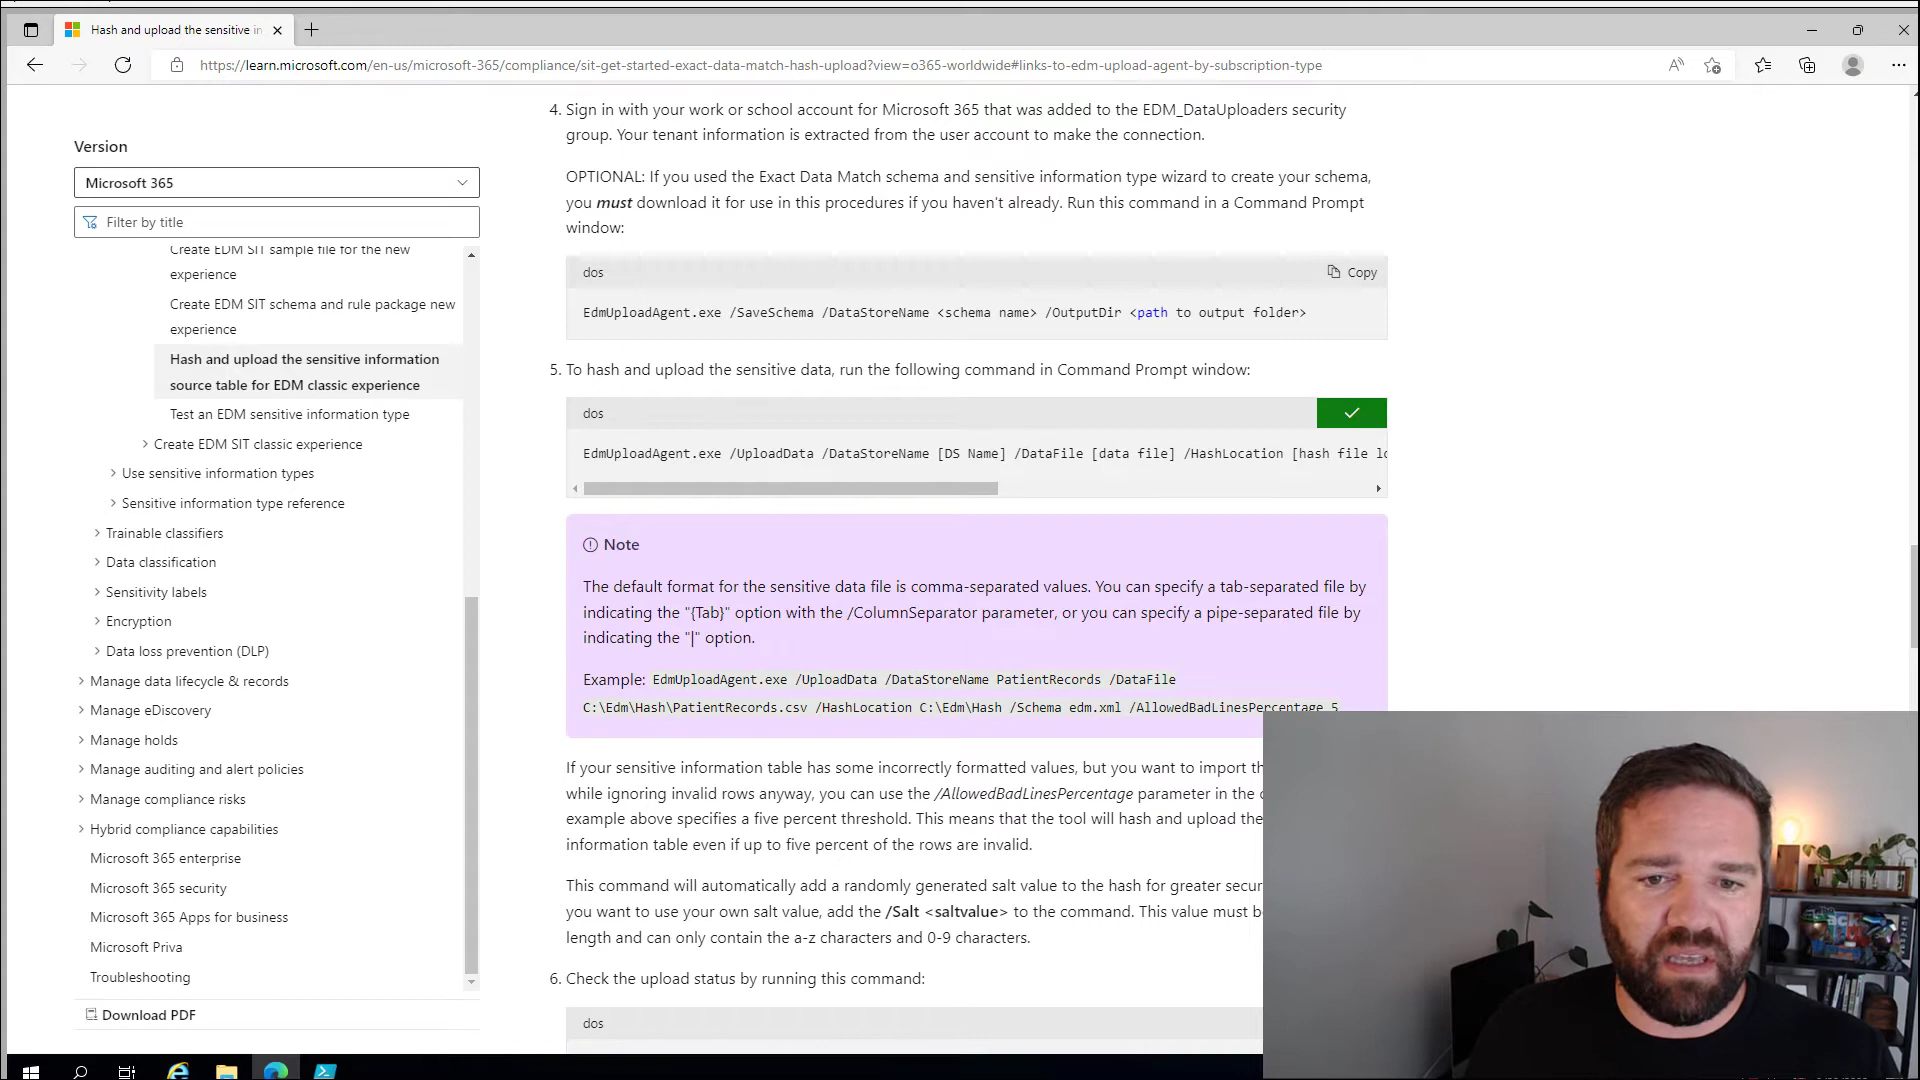 Hash and upload the sensitive in
https://learn.microsoft.com/en-us/microsoft-365/compliance/sit-get-started-exact-data-match-hash-upload?view=o365-worldwide#links-to-edm-upload-agent-by-subscription-type
Version
Microsoft 365
Filter by title
Create EDM SIT sample file for the new
experience
Create EDM SIT schema and rule package new
experience
Hash and upload the sensitive information
source table for EDM classic experience
Test an EDM sensitive information type
Create EDM SIT classic experience
Use sensitive information types
Sensitive information type reference
Trainable classifiers
Data classification
Sensitivity labels
Encryption
Data loss prevention (DLP)
Manage data lifecycle & records
Manage eDiscovery
Manage holds
Manage auditing and alert policies
Manage compliance risks
Hybrid compliance capabilities
Microsoft 365 enterprise
Microsoft 365 security
Microsoft 365 Apps for business
Microsoft Priva
Troubleshooting
Download PDF
4. Sign in with your work or school account for Microsoft 365 that was added to the EDM_DataUploaders security
group. Your tenant information is extracted from the user account to make the connection.
OPTIONAL: If you used the Exact Data Match schema and sensitive information type wizard to create your schema,
you must download it for use in this procedures if you haven't already. Run this command in a Command Prompt
window:
dos
Copy
EdmUploadAgent.exe /SaveSchema /DataStoreName <schema name> /OutputDir <path to output folder>
5. To hash and upload the sensitive data, run the following command in Command Prompt window:
dos
EdmUploadAgent.exe /UploadData /DataStoreName [DS Name] /DataFile [data file] /HashLocation [hash file lo
Note
The default format for the sensitive data file is comma-separated values. You can specify a tab-separated file by
indicating the "{Tab}" option with the /ColumnSeparator parameter, or you can specify a pipe-separated file by
indicating the "|" option.
Example: EdmUploadAgent.exe /UploadData /DataStoreName PatientRecords /DataFile
C:\Edm\Hash\PatientRecords.csv /HashLocation C:\Edm\Hash /Schema edm.xml /AllowedBadLinesPercentage 5
If your sensitive information table has some incorrectly formatted values, but you want to import th
while ignoring invalid rows anyway, you can use the /AllowedBadLinesPercentage parameter in the c
example above specifies a five percent threshold. This means that the tool will hash and upload the
information table even if up to five percent of the rows are invalid.
This command will automatically add a randomly generated salt value to the hash for greater secur
you want to use your own salt value, add the /Salt <saltvalue> to the command. This value must b
length and can only contain the a-z characters and 0-9 characters.
6. Check the upload status by running this command:
dos